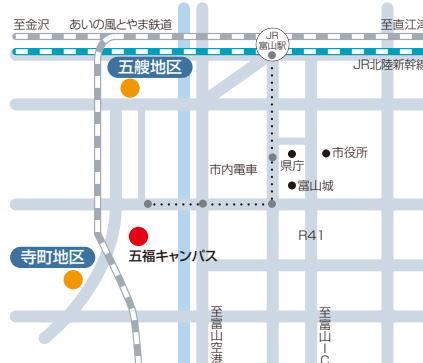 至金沢
あいの風とやま鉄道
JR
富山駅
至直江津
JR北陸新幹線
五艘地区
市内電車
県庁
市役所
富山城
R41
五福キャンパス
寺町地区
至富山空港
至富山IC